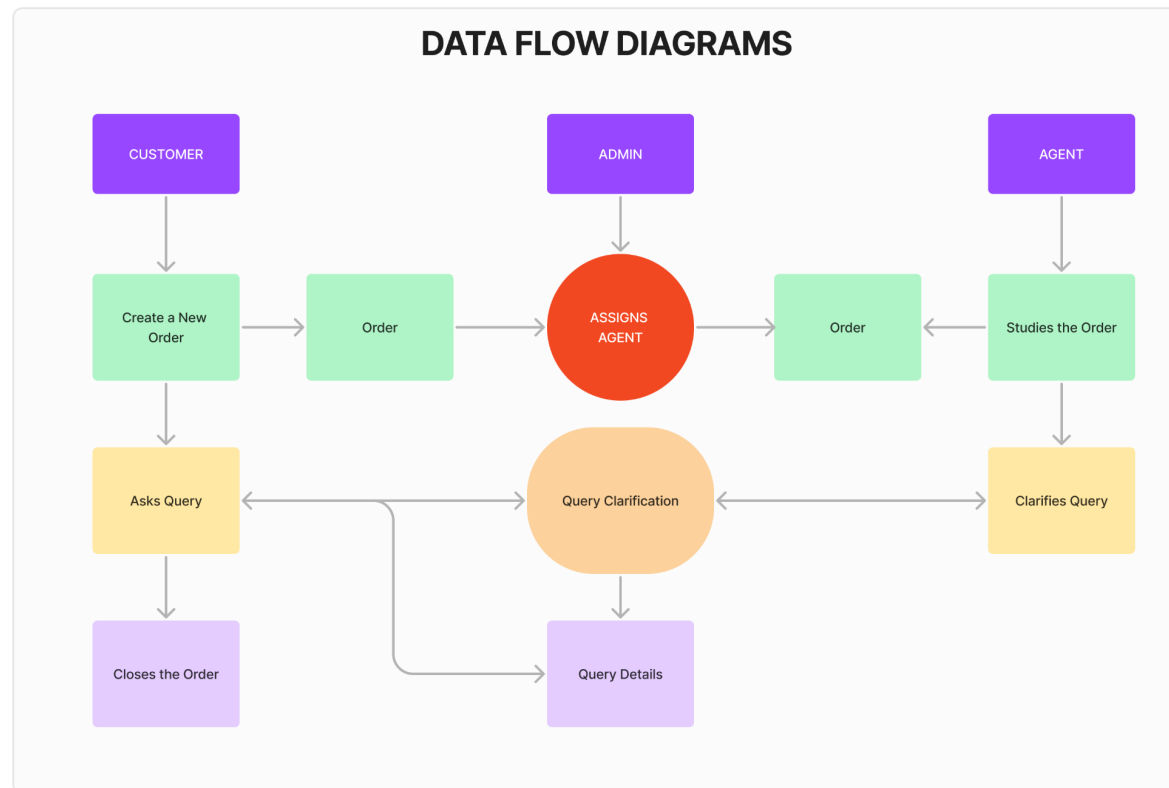 DATA FLOW DIAGRAMS
CUSTOMER
ADMIN
AGENT
Create a New
Order
Order
ASSIGNS
AGENT
Order
Studies the Order
Asks Query
Query Clarification
Clarifies Query
Closes the Order
Query Details